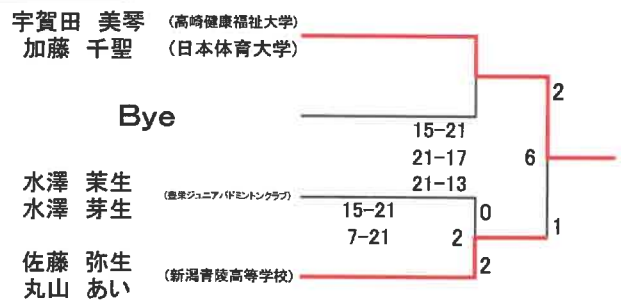 宇賀田 美琴 (高崎健康福祉大学)
加藤 千聖 (日本体育大学)
2
Bye
15-21
21-17
6
21-13
水澤 茉生
水澤 芽生
(豊栄ジュニアバドミントンクラブ)
15-21
0
7-21
2
1
佐藤 弥生
丸山 あい
(新潟青陵高等学校)
2